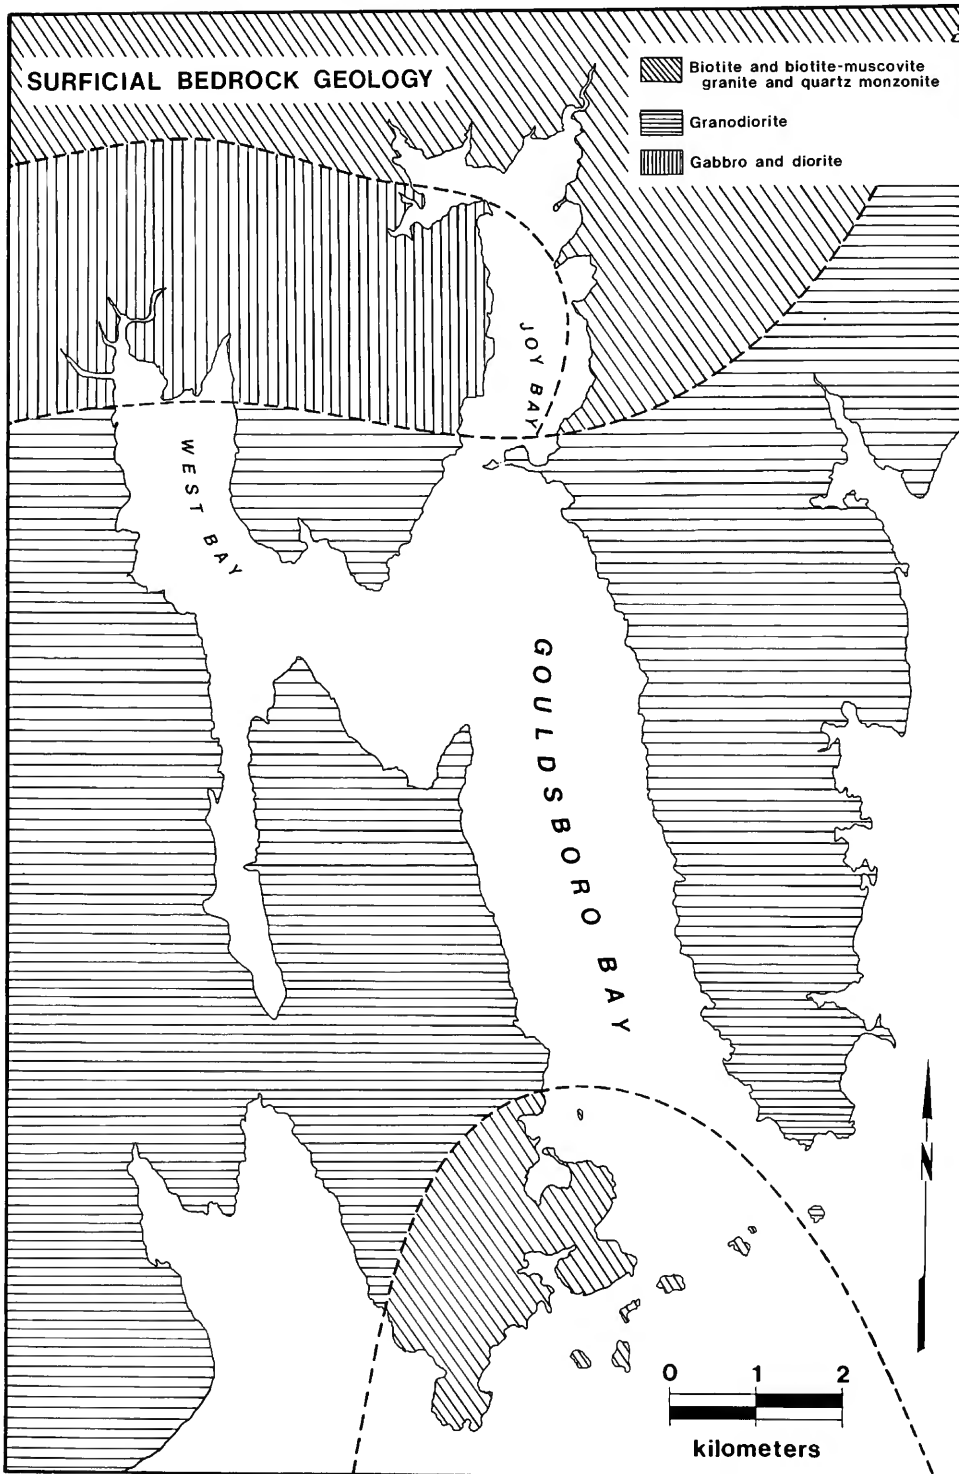 SURFICIAL BEDROCK GEOLOGY
Biotite and biotite-muscovite
granite and quartz monzonite
Granodiorite
Gabbro and diorite
JOY BAY
WEST BAY
GOULDSBORO BAY
N
0 1 2
kilometers